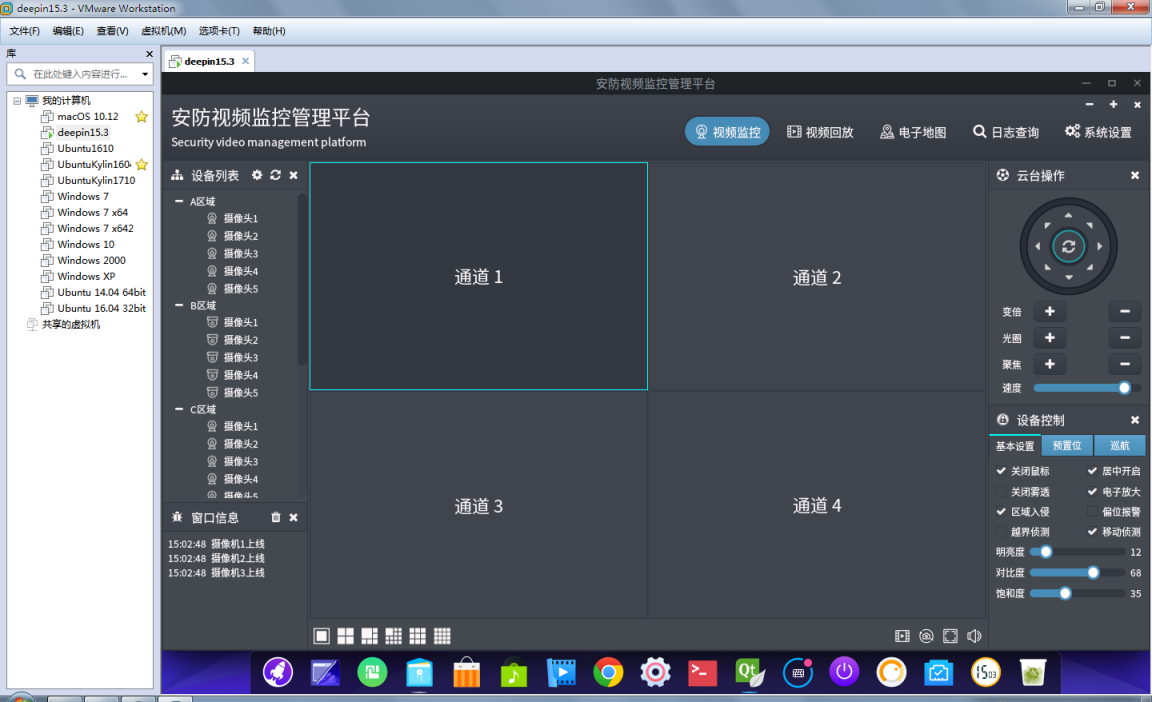 deepin15.3 - VMware Workstation
文件(F) 编辑(E) 查看(V) 虚拟机(M) 选项卡(T) 帮助(H)
库
在此处键入内容进行...
我的计算机
macOS 10.12
deepin15.3
Ubuntu1610
UbuntuKylin1604
UbuntuKylin1710
Windows 7
Windows 7 x64
Windows 7 x642
Windows 10
Windows 2000
Windows XP
Ubuntu 14.04 64bit
Ubuntu 16.04 32bit
共享的虚拟机
deepin15.3
安防视频监控管理平台
安防视频监控管理平台
Security video management platform
视频监控 视频回放 电子地图 日志查询 系统设置
设备列表
A区域
摄像头1
摄像头2
摄像头3
摄像头4
摄像头5
B区域
摄像头1
摄像头2
摄像头3
摄像头4
摄像头5
C区域
摄像头1
摄像头2
摄像头3
摄像头4
摄像头5
窗口信息
15:02:48 摄像机1上线
15:02:48 摄像机2上线
15:02:48 摄像机3上线
通道 1
通道 2
通道 3
通道 4
云台操作
变倍
光圈
聚焦
速度
设备控制
基本设置 预置位 巡航
关闭鼠标 居中开启
关闭雾透 电子放大
区域入侵 偏位报警
越界侦测 移动侦测
明亮度 12
对比度 68
饱和度 35
Qt
15 03